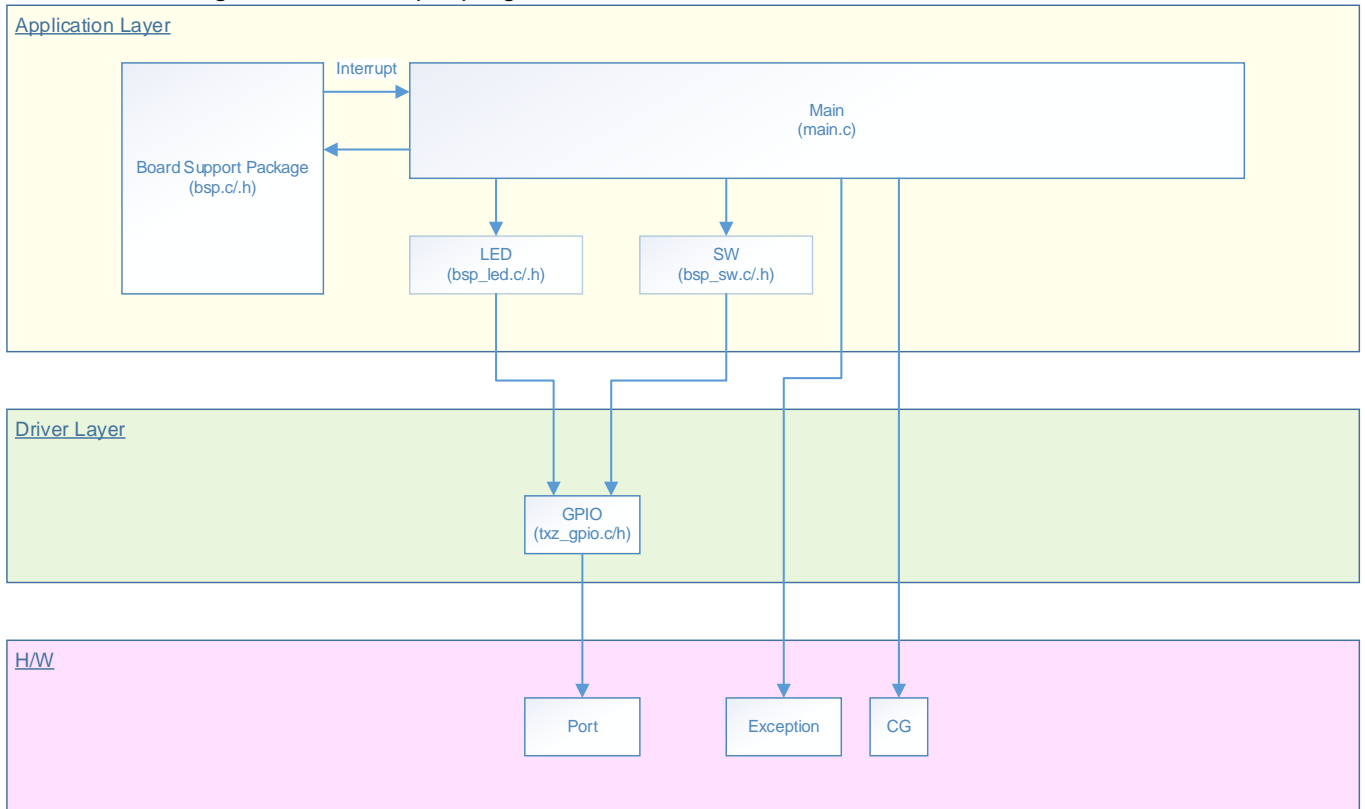 Application Layer
Interrupt
Main
(main.c)
Board Support Package
(bsp.c/.h)
LED
(bsp_led.c/.h)
SW
(bsp_sw.c/.h)
Driver Layer
GPIO
(txz_gpio.c/h)
H/W
Port
Exception
CG